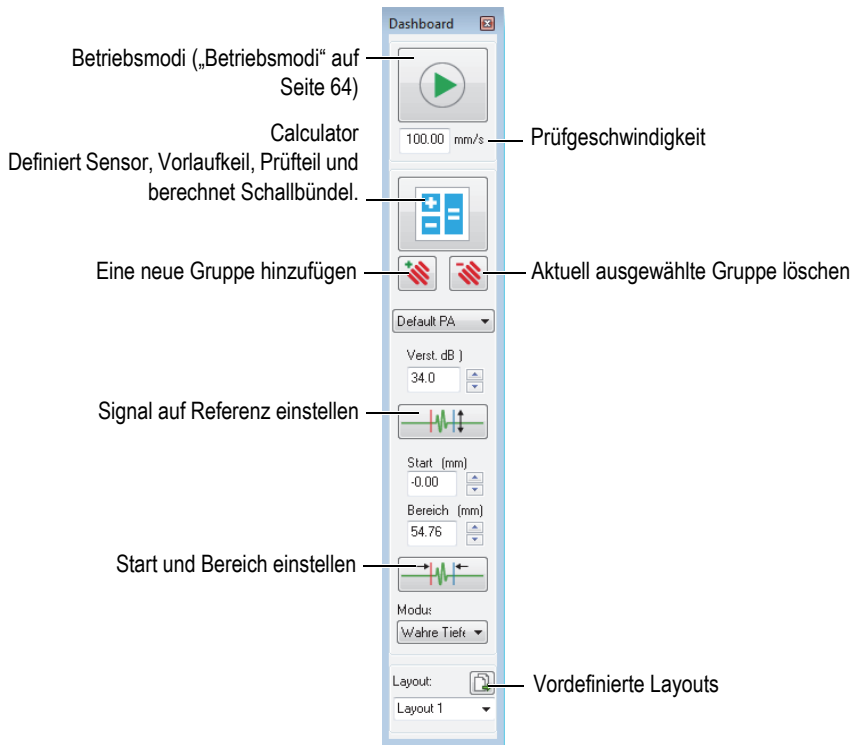 Dashboard
Betriebsmodi („Betriebsmodi“ auf
Seite 64)
100.00 mm/s
Prüfgeschwindigkeit
Calculator
Definiert Sensor, Vorlaufkeil, Prüfteil und
berechnet Schallbündel.
Eine neue Gruppe hinzufügen
Aktuell ausgewählte Gruppe löschen
Default PA
Verst. dB )
34.0
Signal auf Referenz einstellen
Start (mm)
-0.00
Bereich (mm)
54.76
Start und Bereich einstellen
Modus
Wahre Tiefe
Layout:
Vordefinierte Layouts
Layout 1